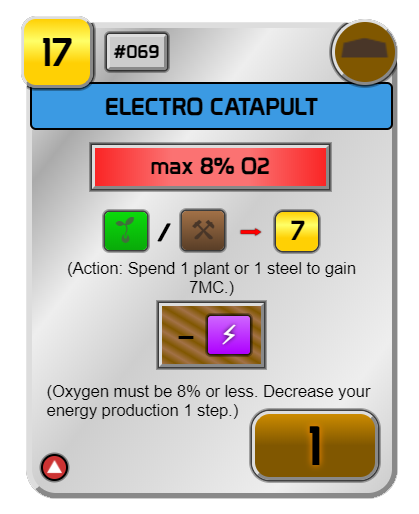 17
#069
ELECTRO CATAPULT
max 8% O2
/
7
(Action: Spend 1 plant or 1 steel to gain
7MC.)
–
(Oxygen must be 8% or less. Decrease your
energy production 1 step.)
1